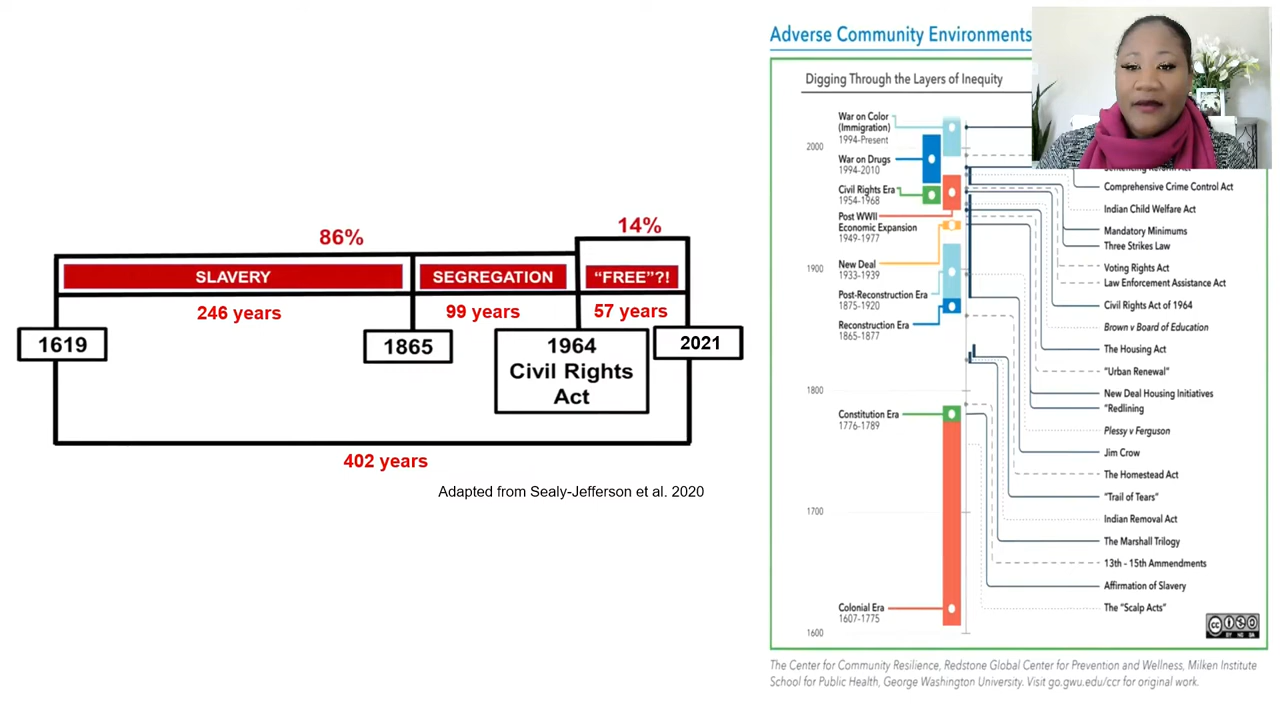 86%
14%
SLAVERY
SEGREGATION
“FREE”?!
246 years
99 years
57 years
1619
1865
1964
Civil Rights
Act
2021
402 years
Adapted from Sealy-Jefferson et al. 2020
Adverse Community Environments
Digging Through the Layers of Inequity
War on Color
(Immigration)
1994-Present
2000
War on Drugs
1994-2010
Civil Rights Era
1954-1968
Post WWII
Economic Expansion
1949-1977
New Deal
1933-1939
1900
Post-Reconstruction Era
1875-1920
Reconstruction Era
1865-1877
1800
Constitution Era
1776-1789
1700
Colonial Era
1607-1775
1600
Comprehensive Crime Control Act
Indian Child Welfare Act
Mandatory Minimums
Three Strikes Law
Voting Rights Act
Law Enforcement Assistance Act
Civil Rights Act of 1964
Brown v Board of Education
The Housing Act
"Urban Renewal"
New Deal Housing Initiatives
"Redlining
Plessy v Ferguson
Jim Crow
The Homestead Act
"Trail of Tears"
Indian Removal Act
The Marshall Trilogy
13th - 15th Ammendments
Affirmation of Slavery
The "Scalp Acts"
CC
BY NC SA
The Center for Community Resilience, Redstone Global Center for Prevention and Wellness, Milken Institute
School for Public Health, George Washington University. Visit go.gwu.edu/ccr for original work.